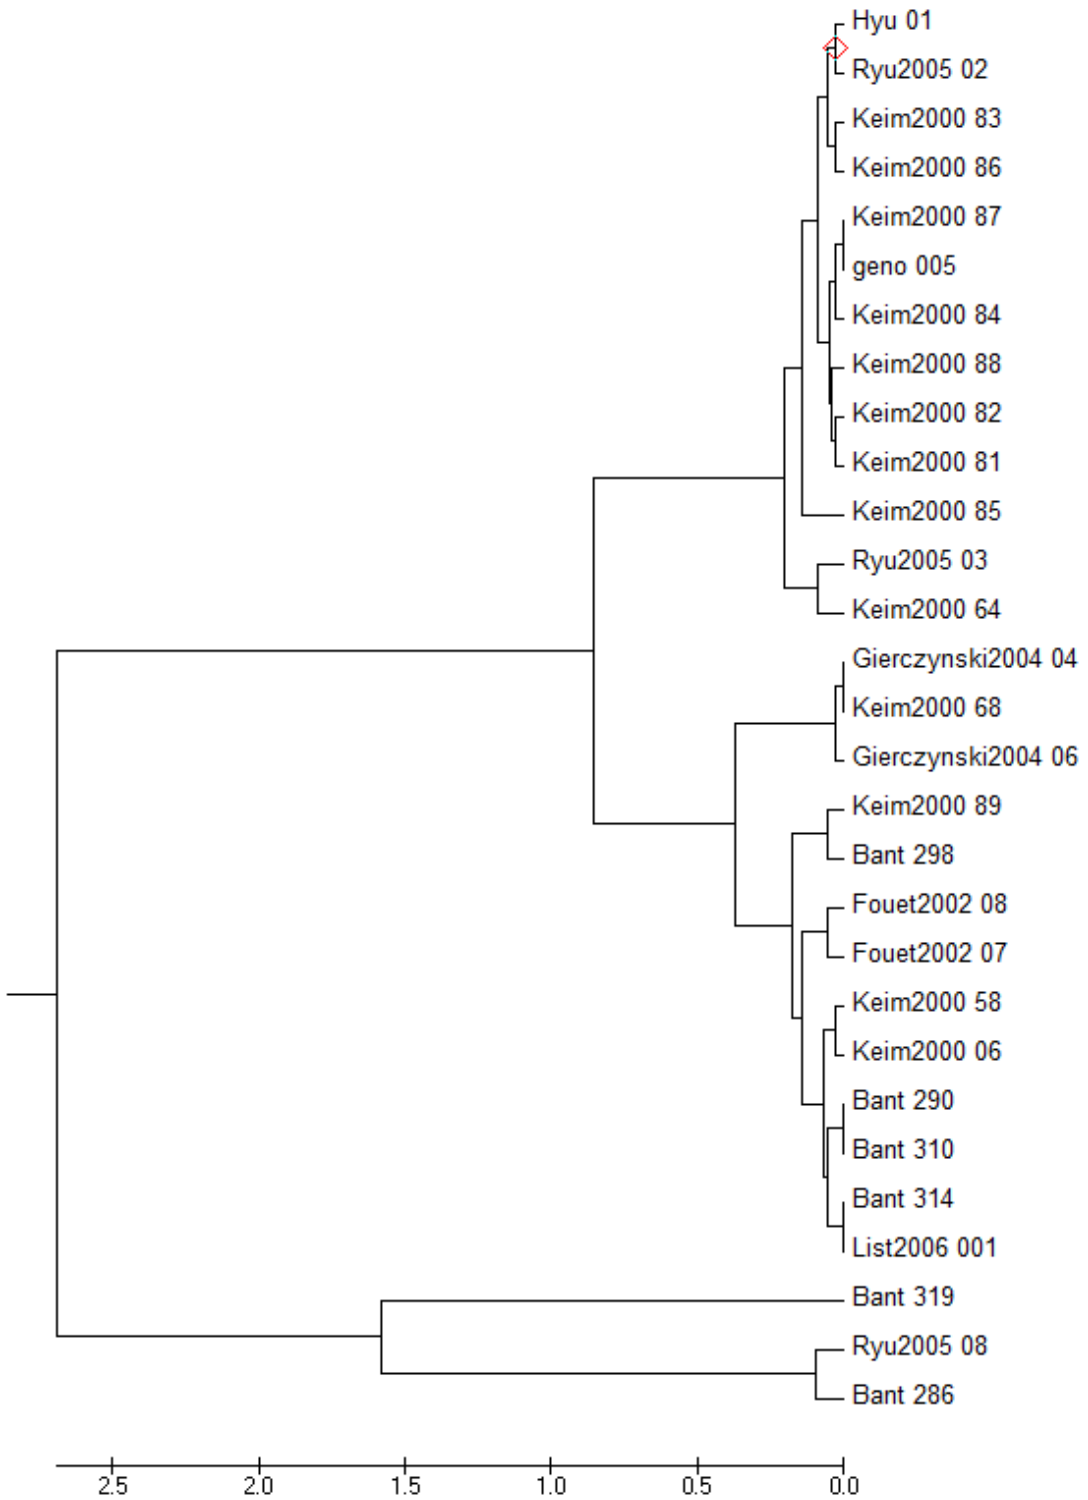 Hyu 01
Ryu2005 02
Keim2000 83
Keim2000 86
Keim2000 87
geno 005
Keim2000 84
Keim2000 88
Keim2000 82
Keim2000 81
Keim2000 85
Ryu2005 03
Keim2000 64
Gierczynski2004 04
Keim2000 68
Gierczynski2004 06
Keim2000 89
Bant 298
Fouet2002 08
Fouet2002 07
Keim2000 58
Keim2000 06
Bant 290
Bant 310
Bant 314
List2006 001
Bant 319
Ryu2005 08
Bant 286
2.5 2.0 1.5 1.0 0.5 0.0